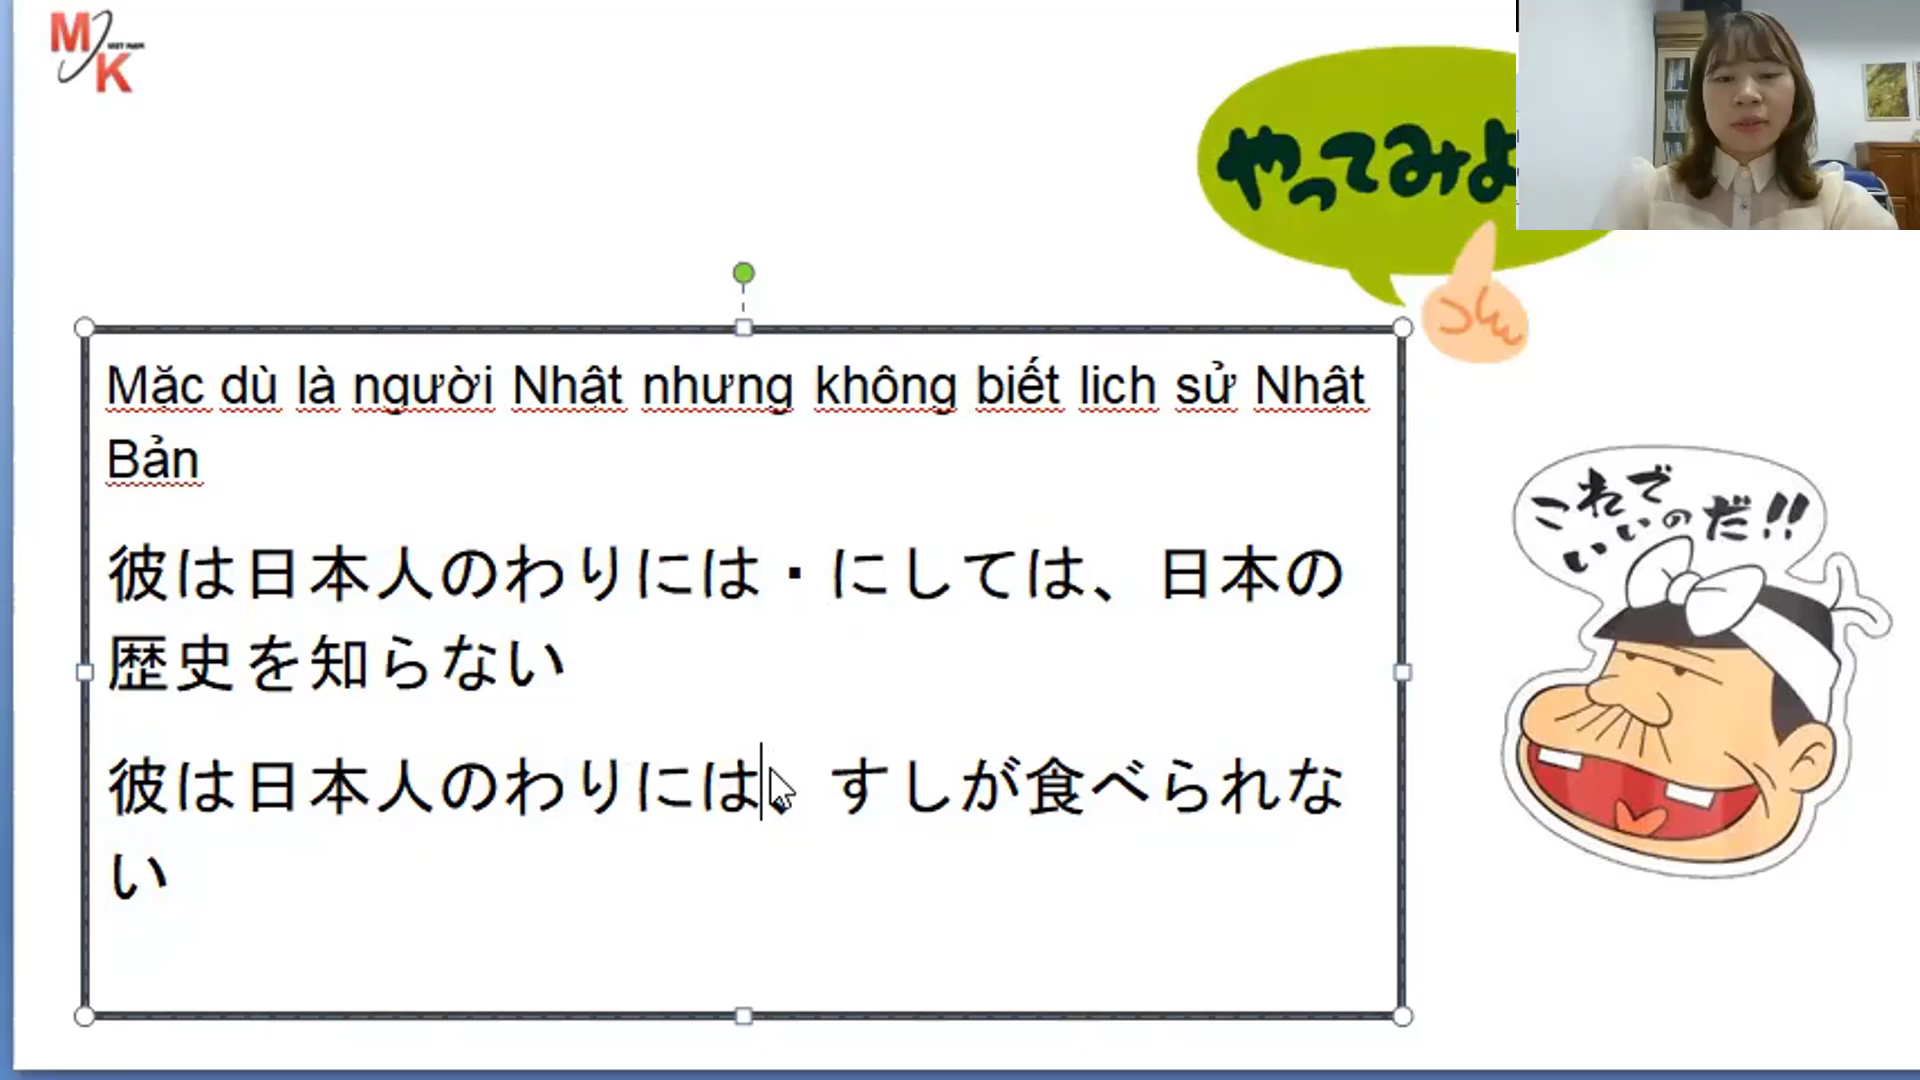 M
VIET NAM
K
やってみよ
Mặc dù là người Nhật nhưng không biết lich sử Nhật
Bản
彼は日本人のわりには・にしては、日本の
歴史を知らない
彼は日本人のわりには、すしが食べられな
い
これで
いいのだ!!